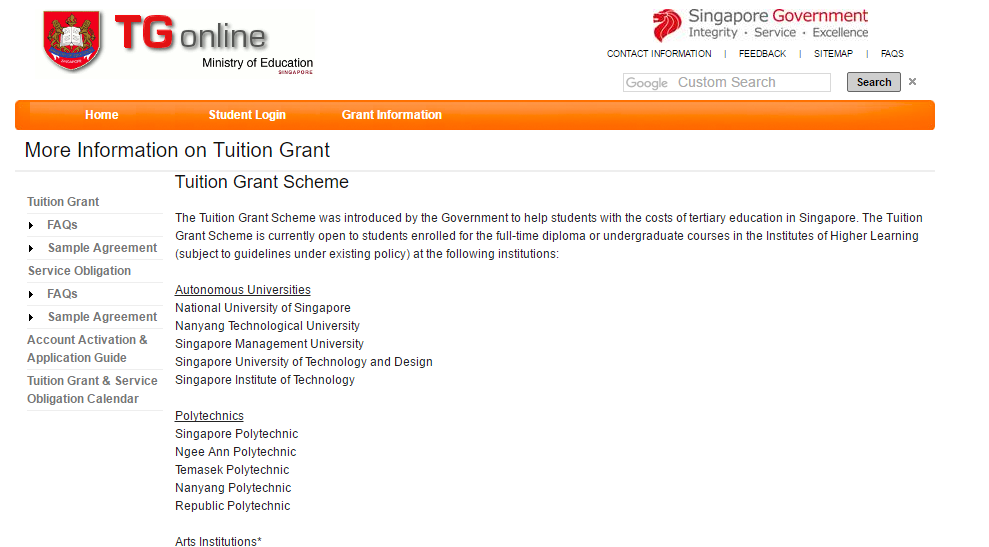 TG online
Ministry of Education
SINGAPORE
Singapore Government
Integrity · Service · Excellence
CONTACT INFORMATION | FEEDBACK | SITEMAP | FAQS
Google Custom Search Search ×
Home Student Login Grant Information
More Information on Tuition Grant
Tuition Grant
FAQs
Sample Agreement
Service Obligation
FAQs
Sample Agreement
Account Activation &
Application Guide
Tuition Grant & Service
Obligation Calendar
Tuition Grant Scheme
The Tuition Grant Scheme was introduced by the Government to help students with the costs of tertiary education in Singapore. The Tuition
Grant Scheme is currently open to students enrolled for the full-time diploma or undergraduate courses in the Institutes of Higher Learning
(subject to guidelines under existing policy) at the following institutions:
Autonomous Universities
National University of Singapore
Nanyang Technological University
Singapore Management University
Singapore University of Technology and Design
Singapore Institute of Technology
Polytechnics
Singapore Polytechnic
Ngee Ann Polytechnic
Temasek Polytechnic
Nanyang Polytechnic
Republic Polytechnic
Arts Institutions*